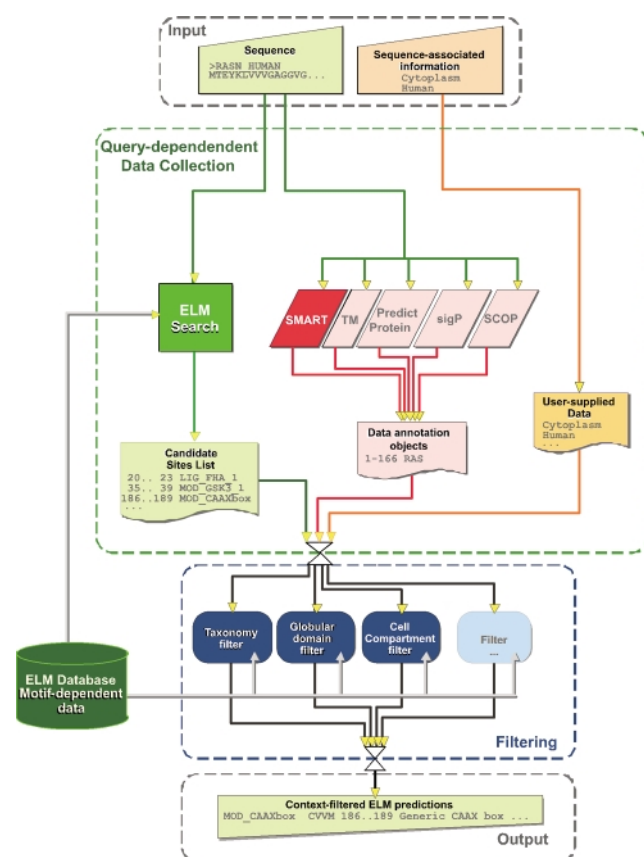 Input
Sequence
>RASN HUMAN
MTEYKLVVVGAGGVG...
Sequence-associated
information
Cytoplasm
Human
Query-dependendent
Data Collection
ELM
Search
SMART
TM
Predict
Protein
sigP
SCOP
User-supplied
Data
Cytoplasm
Human
...
Data annotation
objects
1-166 RAS
Candidate
Sites List
20.. 23 LIG_FHA_1
35.. 39 MOD_GSK3_1
186..189 MOD_CAAXbox
...
Taxonomy
filter
Globular
domain
filter
Cell
Compartment
filter
Filter
...
ELM Database
Motif-dependent
data
Filtering
Context-filtered ELM predictions
MOD_CAAXbox CVVM 186..189 Generic CAAX box ...
Output